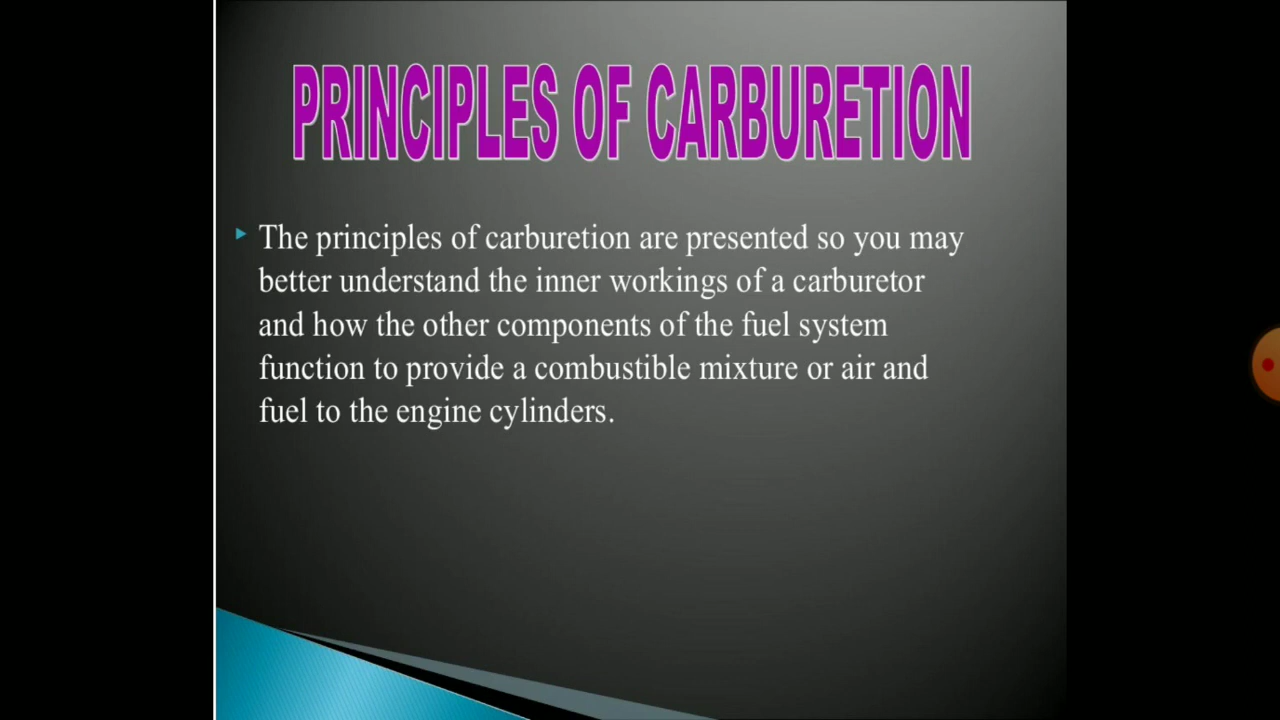 PRINCIPLES OF CARBURETION
The principles of carburetion are presented so you may
better understand the inner workings of a carburetor
and how the other components of the fuel system
function to provide a combustible mixture or air and
fuel to the engine cylinders.